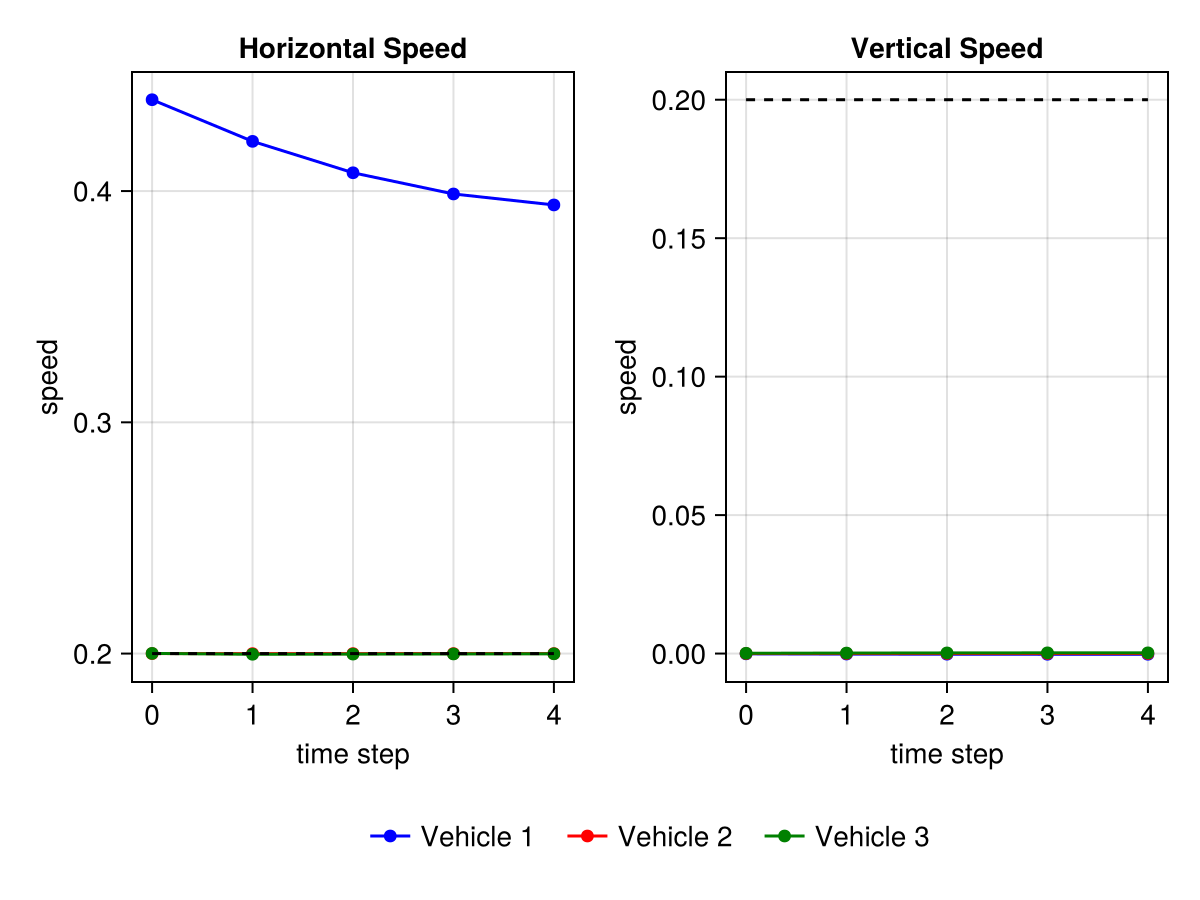 Horizontal Speed
speed
0.4
0.3
0.2
0 1 2 3 4
time step
Vertical Speed
speed
0.20
0.15
0.10
0.05
0.00
0 1 2 3 4
time step
Vehicle 1 Vehicle 2 Vehicle 3